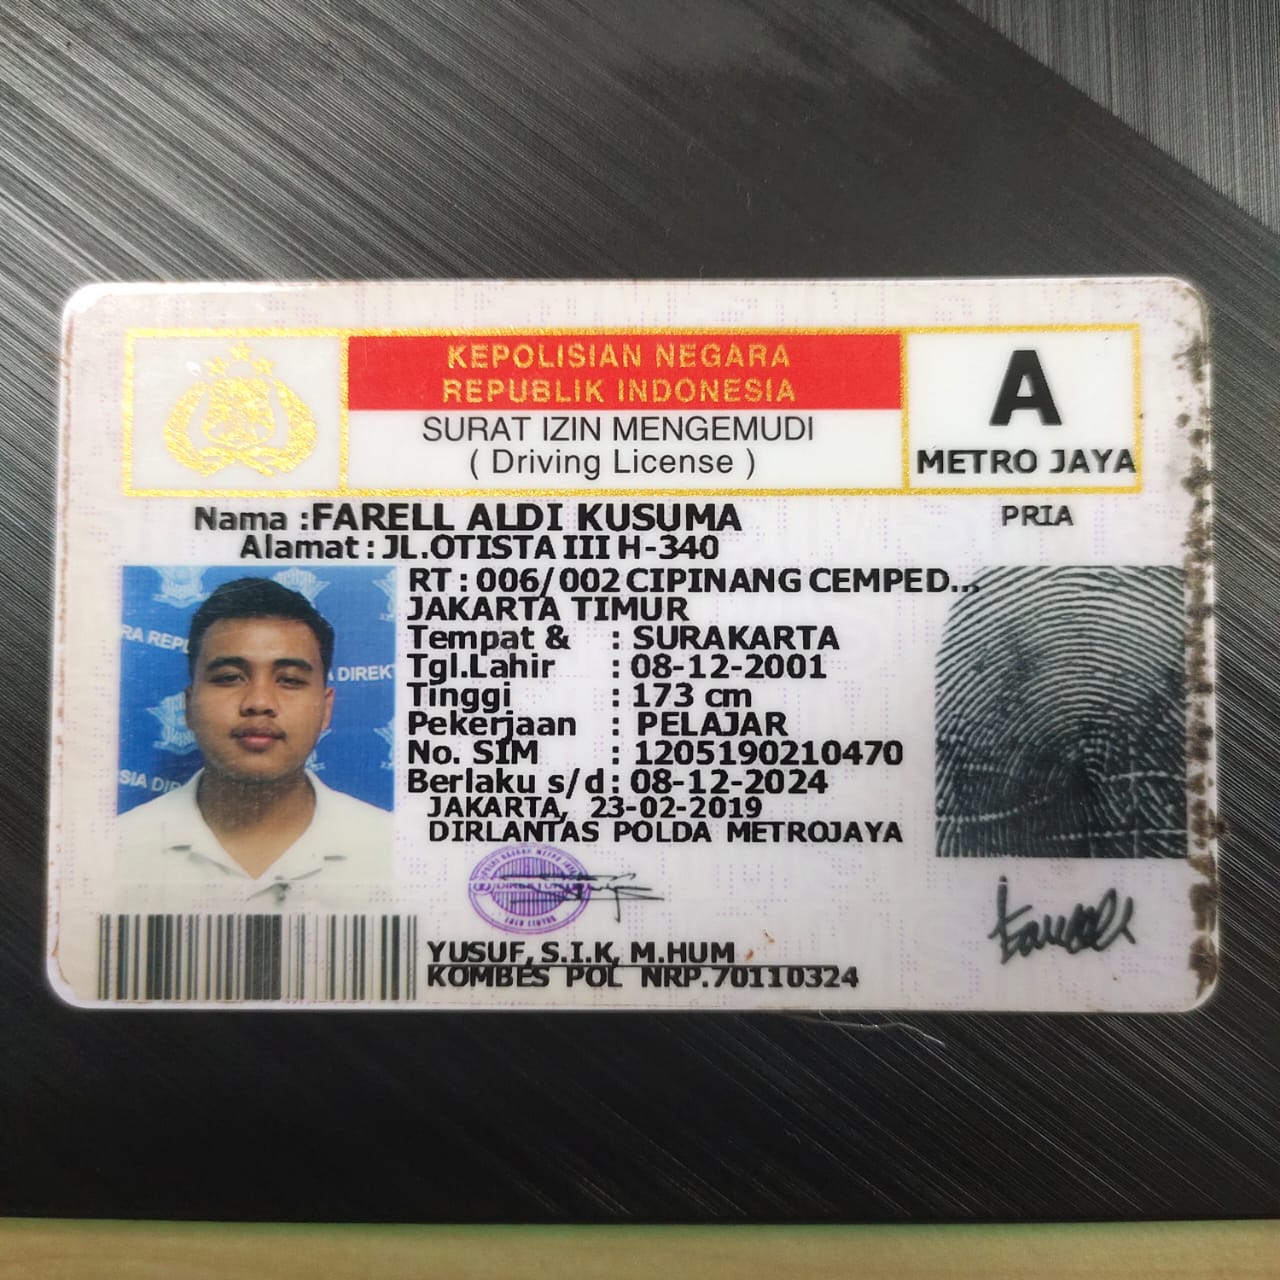 KEPOLISIAN NEGARA
REPUBLIK INDONESIA
SURAT IZIN MENGEMUDI
( Driving License )
A
METRO JAYA
PRIA
Nama :FARELL ALDI KUSUMA
Alamat : JL.OTISTA III H-340
RT : 006/002 CIPINANG CEMPED...
JAKARTA TIMUR
Tempat & : SURAKARTA
Tgl.Lahir : 08-12-2001
Tinggi : 173 cm
Pekerjaan : PELAJAR
No. SIM : 1205190210470
Berlaku s/d : 08-12-2024
JAKARTA, 23-02-2019
DIRLANTAS POLDA METROJAYA
DIREKTUR
YUSUF, S.I.K, M.HUM
KOMBES POL NRP.70110324